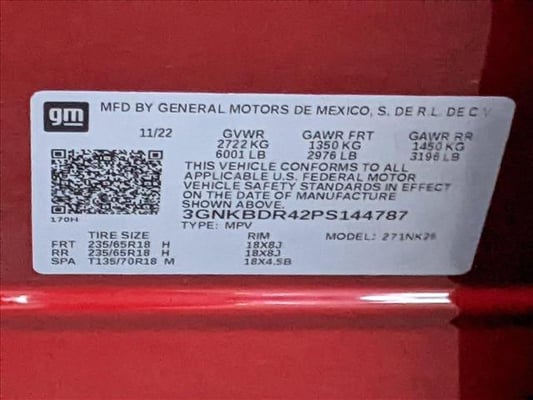 gm
MFD BY GENERAL MOTORS DE MEXICO, S. DE R.L. DE C.V.
11/22 GVWR GAWR FRT GAWR RR
2722 KG 1350 KG 1450 KG
6001 LB 2976 LB 3196 LB
THIS VEHICLE CONFORMS TO ALL
APPLICABLE U.S. FEDERAL MOTOR
VEHICLE SAFETY STANDARDS IN EFFECT
ON THE DATE OF MANUFACTURE
SHOWN ABOVE.
3GNKBDR42PS144787
170H
TYPE: MPV MODEL: 271NK26
TIRE SIZE RIM
FRT 235/65R18 H 18X8J
RR 235/65R18 H 18X8J
SPA T135/70R18 M 18X4.5B